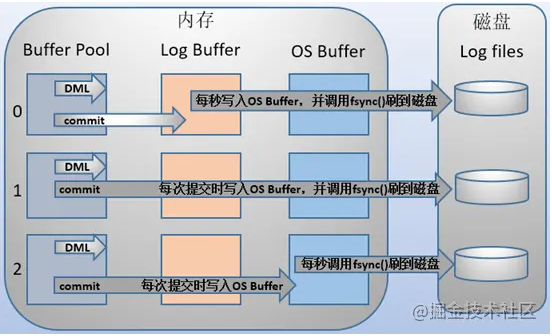 内存
磁盘
Buffer Pool
Log Buffer
OS Buffer
Log files
0
DML
commit
每秒写入OS Buffer，并调用fsync()刷到磁盘
1
DML
commit
每次提交时写入OS Buffer，并调用fsync()刷到磁盘
2
DML
commit
每次提交时写入OS Buffer
每秒调用fsync()刷到磁盘
@掘金技术社区